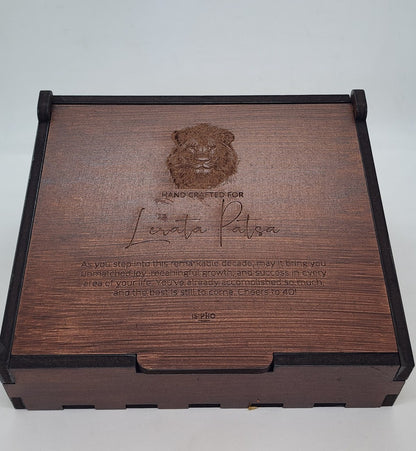 HAND CRAFTED FOR
Lerata Patsa
As you step into this remarkable decade, may it bring you
unmatched joy, meaningful growth, and success in every
area of your life. You've already accomplished so much,
and the best is still to come. Cheers to 40!